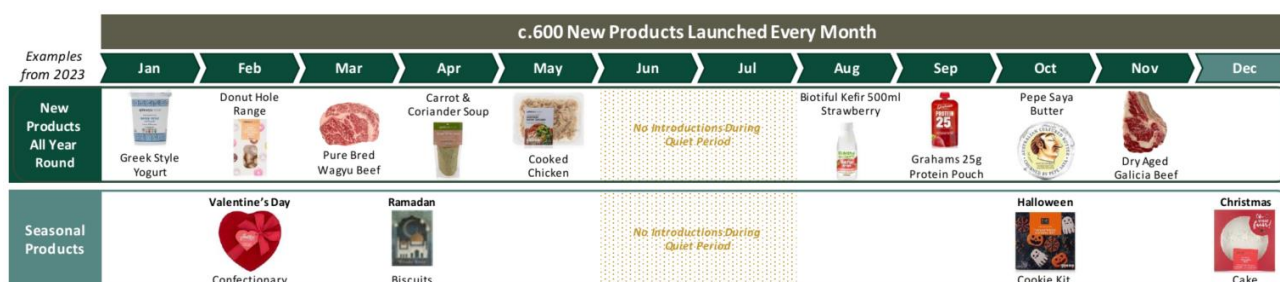 c.600 New Products Launched Every Month
Examples
from 2023
Jan
Feb
Mar
Apr
May
Jun
Jul
Aug
Sep
Oct
Nov
Dec
New
Products
All Year
Round
Greek Style
Yogurt
Donut Hole
Range
Pure Bred
Wagyu Beef
Carrot &
Coriander Soup
Cooked
Chicken
No Introductions During
Quiet Period
Biotiful Kefir 500ml
Strawberry
PROTEIN
25
Grahams 25g
Protein Pouch
Pepe Saya
Butter
Dry Aged
Galicia Beef
Seasonal
Products
Valentine's Day
Confectionary
Ramadan
Biscuits
No Introductions During
Quiet Period
Halloween
Cookie Kit
Christmas
Cake